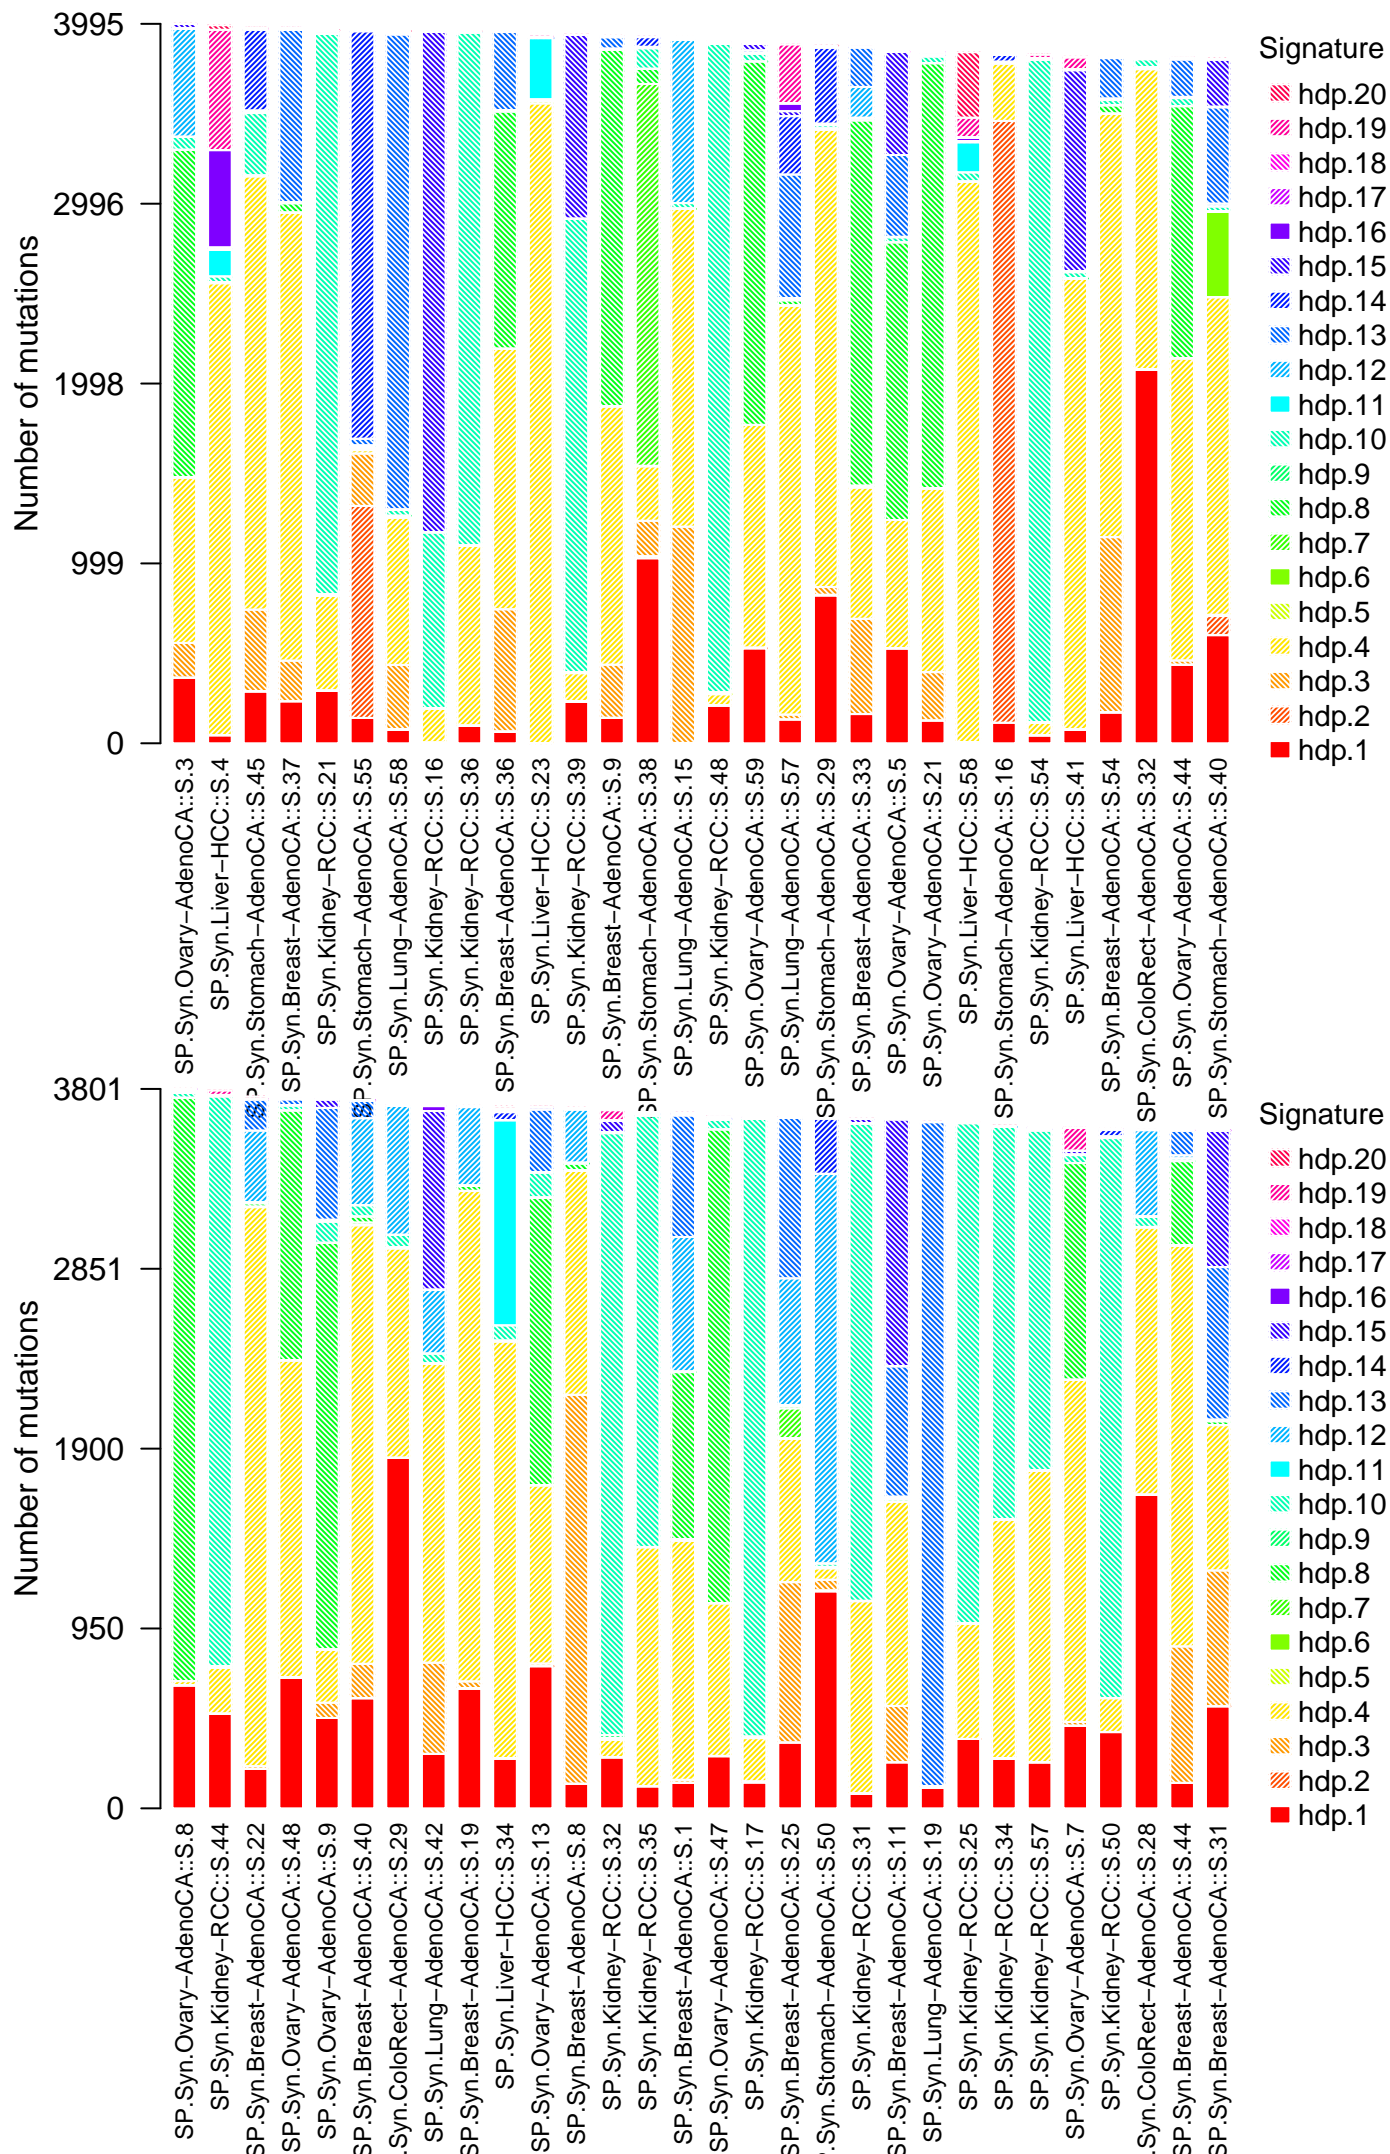 Number of mutations
3995
2996
1998
999
0
Signature
hdp.20
hdp.19
hdp.18
hdp.17
hdp.16
hdp.15
hdp.14
hdp.13
hdp.12
hdp.11
hdp.10
hdp.9
hdp.8
hdp.7
hdp.6
hdp.5
hdp.4
hdp.3
hdp.2
hdp.1
SP.Syn.Ovary−AdenoCA::S.3
SP.Syn.Liver−HCC::S.4
SP.Syn.Stomach−AdenoCA::S.45
SP.Syn.Breast−AdenoCA::S.37
SP.Syn.Kidney−RCC::S.21
SP.Syn.Stomach−AdenoCA::S.55
SP.Syn.Lung−AdenoCA::S.58
SP.Syn.Kidney−RCC::S.16
SP.Syn.Kidney−RCC::S.36
SP.Syn.Breast−AdenoCA::S.36
SP.Syn.Liver−HCC::S.23
SP.Syn.Kidney−RCC::S.39
SP.Syn.Breast−AdenoCA::S.9
SP.Syn.Stomach−AdenoCA::S.38
SP.Syn.Lung−AdenoCA::S.15
SP.Syn.Kidney−RCC::S.48
SP.Syn.Ovary−AdenoCA::S.59
SP.Syn.Lung−AdenoCA::S.57
SP.Syn.Stomach−AdenoCA::S.29
SP.Syn.Breast−AdenoCA::S.33
SP.Syn.Ovary−AdenoCA::S.5
SP.Syn.Ovary−AdenoCA::S.21
SP.Syn.Liver−HCC::S.58
SP.Syn.Stomach−AdenoCA::S.16
SP.Syn.Kidney−RCC::S.54
SP.Syn.Liver−HCC::S.41
SP.Syn.Breast−AdenoCA::S.54
SP.Syn.ColoRect−AdenoCA::S.32
SP.Syn.Ovary−AdenoCA::S.44
SP.Syn.Stomach−AdenoCA::S.40
Number of mutations
3801
2851
1900
950
0
Signature
hdp.20
hdp.19
hdp.18
hdp.17
hdp.16
hdp.15
hdp.14
hdp.13
hdp.12
hdp.11
hdp.10
hdp.9
hdp.8
hdp.7
hdp.6
hdp.5
hdp.4
hdp.3
hdp.2
hdp.1
SP.Syn.Ovary−AdenoCA::S.8
SP.Syn.Kidney−RCC::S.44
SP.Syn.Breast−AdenoCA::S.22
SP.Syn.Ovary−AdenoCA::S.48
SP.Syn.Ovary−AdenoCA::S.9
SP.Syn.Breast−AdenoCA::S.40
.Syn.ColoRect−AdenoCA::S.29
SP.Syn.Lung−AdenoCA::S.42
SP.Syn.Breast−AdenoCA::S.19
SP.Syn.Liver−HCC::S.34
SP.Syn.Ovary−AdenoCA::S.13
SP.Syn.Breast−AdenoCA::S.8
SP.Syn.Kidney−RCC::S.32
SP.Syn.Kidney−RCC::S.35
SP.Syn.Breast−AdenoCA::S.1
SP.Syn.Ovary−AdenoCA::S.47
SP.Syn.Kidney−RCC::S.17
SP.Syn.Breast−AdenoCA::S.25
P.Syn.Stomach−AdenoCA::S.50
SP.Syn.Kidney−RCC::S.31
SP.Syn.Breast−AdenoCA::S.11
SP.Syn.Lung−AdenoCA::S.19
SP.Syn.Kidney−RCC::S.25
SP.Syn.Kidney−RCC::S.34
SP.Syn.Kidney−RCC::S.57
SP.Syn.Ovary−AdenoCA::S.7
SP.Syn.Kidney−RCC::S.50
.Syn.ColoRect−AdenoCA::S.28
SP.Syn.Breast−AdenoCA::S.44
SP.Syn.Breast−AdenoCA::S.31